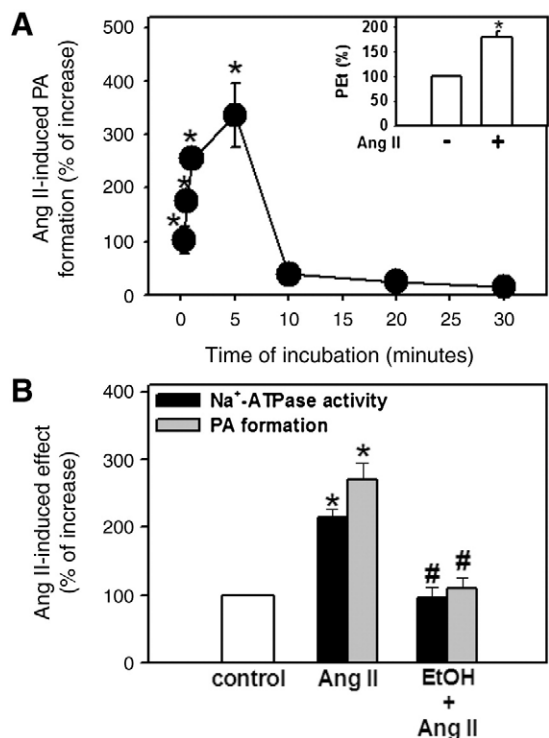 A
Ang II-induced PA
formation (% of increase)
500
400
300
200
100
0
0 5 10 15 20 25 30
Time of incubation (minutes)
*
*
*
*
PEt (%)
200
150
100
50
0
*
Ang II - +
B
Ang II-induced effect
(% of increase)
400
300
200
100
0
Na⁺-ATPase activity
PA formation
*
*
#
#
control Ang II EtOH
+
Ang II